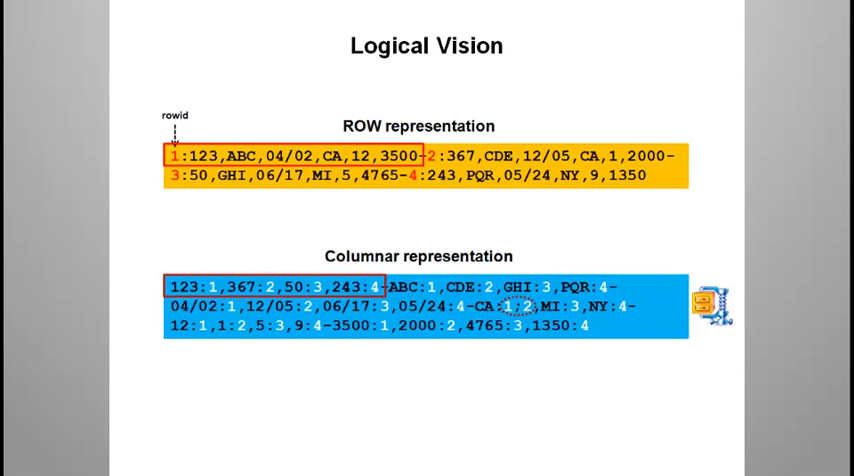 Logical Vision
rowid
ROW representation
1:123,ABC,04/02,CA,12,3500-2:367,CDE,12/05,CA,1,2000-
3:50,GHI,06/17,MI,5,4765-4:243,PQR,05/24,NY,9,1350
Columnar representation
123:1,367:2,50:3,243:4-ABC:1,CDE:2,GHI:3,PQR:4-
04/02:1,12/05:2,06/17:3,05/24:4-CA:1;2,MI:3,NY:4-
12:1,1:2,5:3,9:4-3500:1,2000:2,4765:3,1350:4